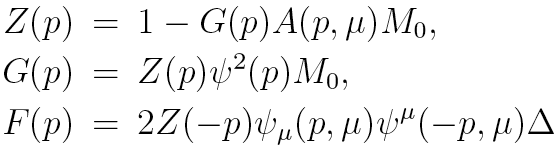 Z(p) = 1 − G(p)A(p, μ)M₀,
G(p) = Z(p)ψ²(p)M₀,
F(p) = 2Z(−p)ψ_μ(p, μ)ψ^μ(−p, μ)Δ